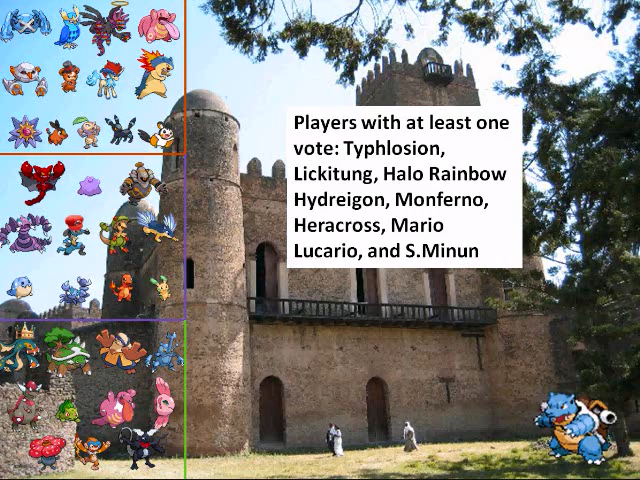 Players with at least one
vote: Typhlosion,
Lickitung, Halo Rainbow
Hydreigon, Monferno,
Heracross, Mario
Lucario, and S.Minun